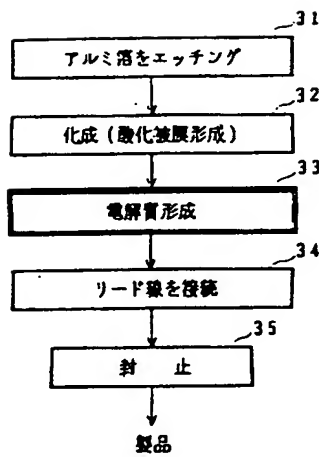 31
アルミ箔をエッチング
32
化成(酸化被膜形成)
33
電解質形成
34
リード線を接続
35
封 止
製品